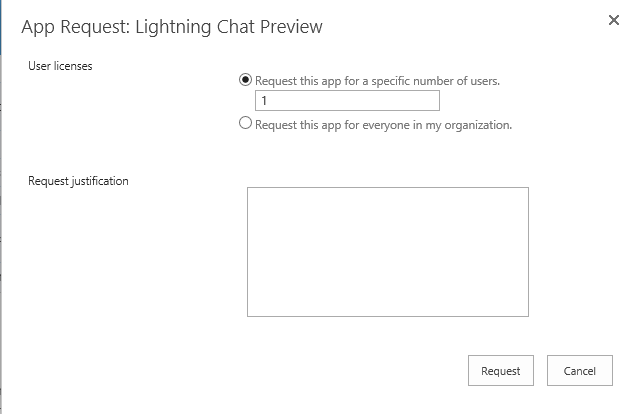 App Request: Lightning Chat Preview
User licenses
Request this app for a specific number of users.
1
Request this app for everyone in my organization.
Request justification
Request Cancel